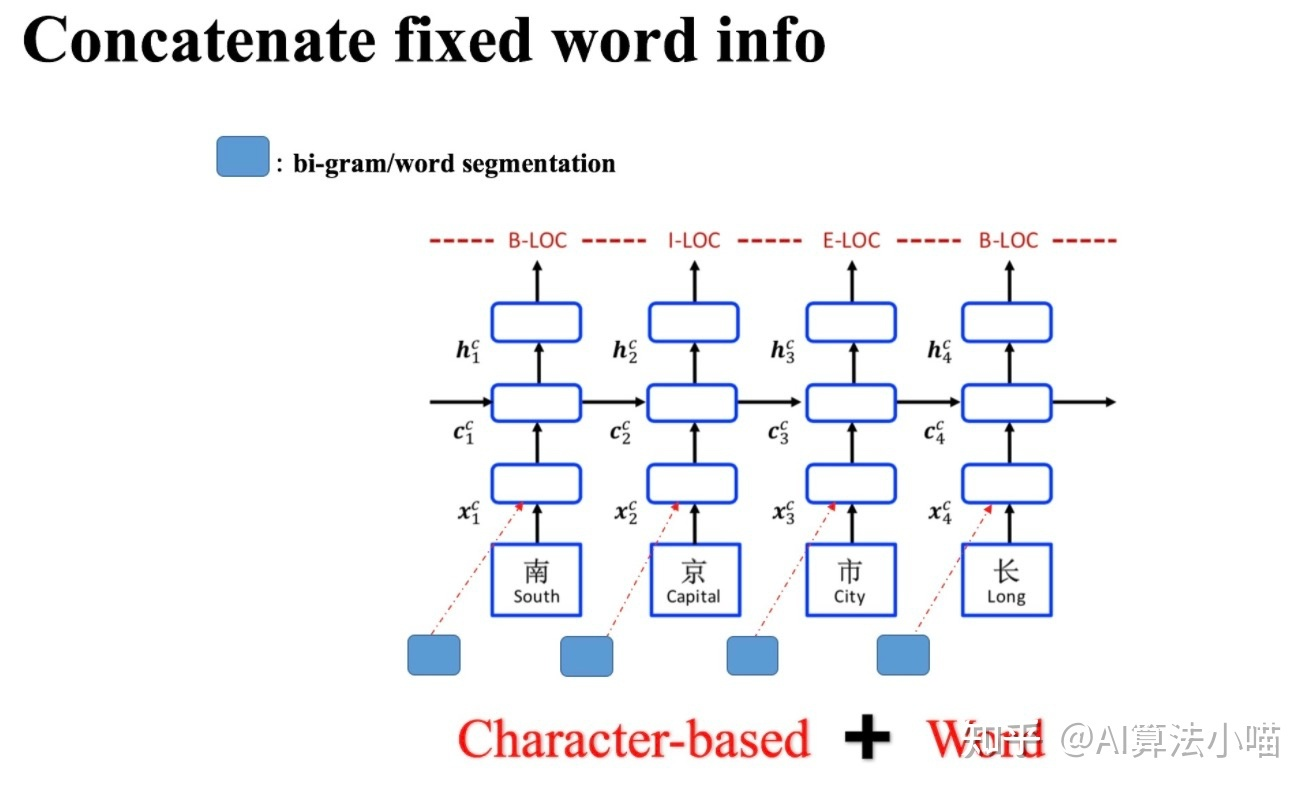 Concatenate fixed word info
: bi-gram/word segmentation
----- B-LOC ----- I-LOC ----- E-LOC ----- B-LOC -----
h₁ᶜ h₂ᶜ h₃ᶜ h₄ᶜ
c₁ᶜ c₂ᶜ c₃ᶜ c₄ᶜ
x₁ᶜ x₂ᶜ x₃ᶜ x₄ᶜ
南 京 市 长
South Capital City Long
Character-based + Word
知乎 @AI算法小喵